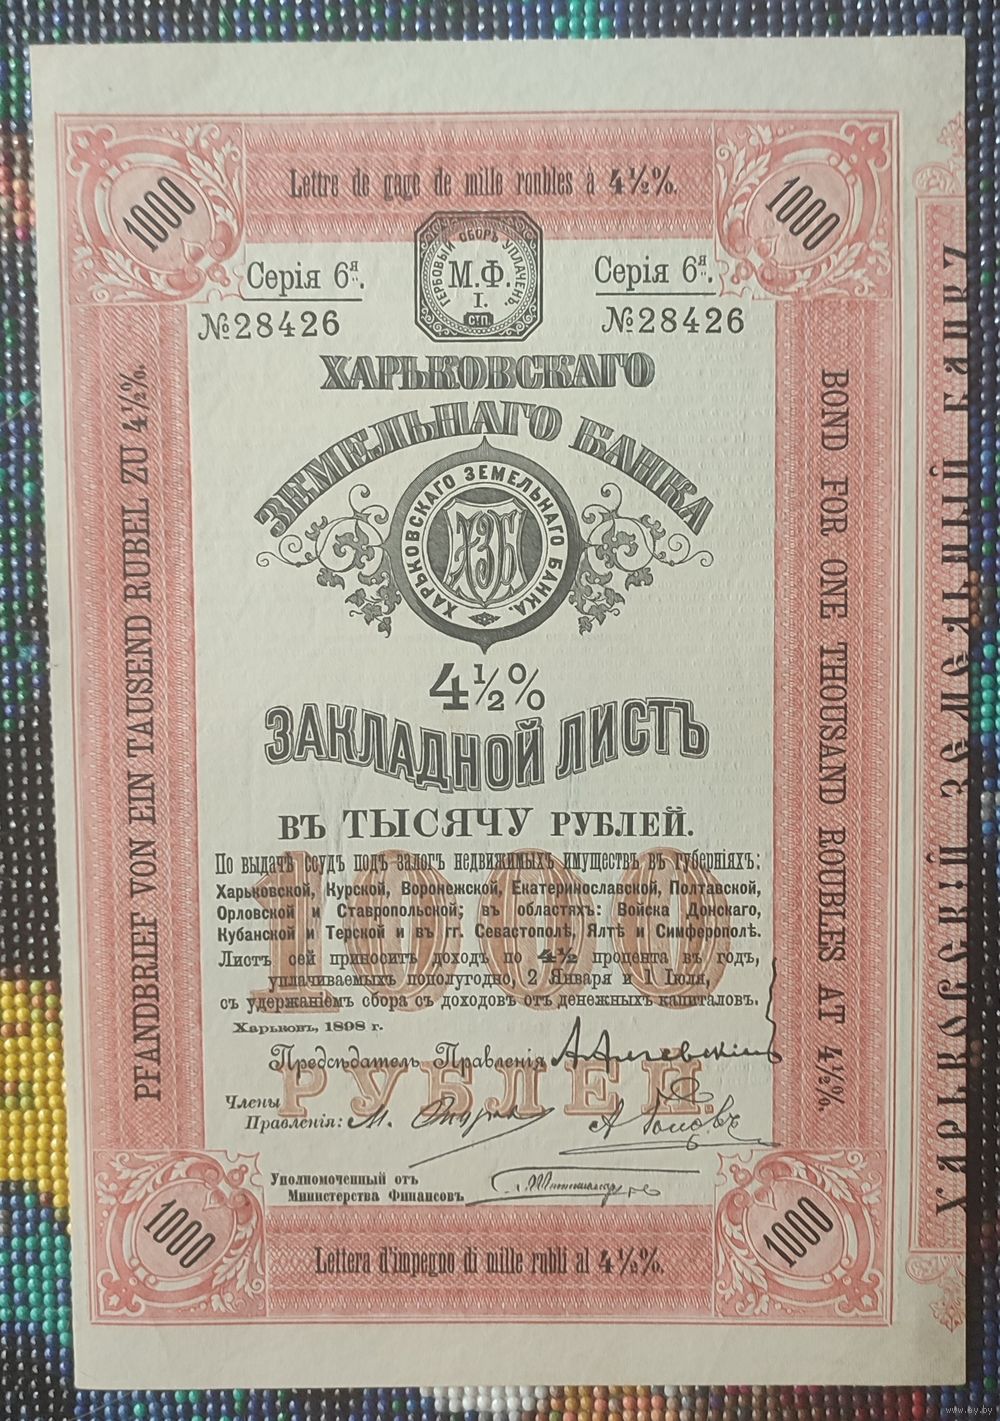 Lettre de gage de mille roubles à 4½%.
1000
1000
ГЕРБОВЫЙ СБОРЪ УПЛАЧЕНЪ.
М.Ф.
I.
СТП.
Серія 6я.
Серія 6я.
№28426
№28426
ХАРЬКОВСКАГО
ЗЕМЕЛЬНАГО БАНКА
ХАРЬКОВСКАГО ЗЕМЕЛЬНАГО БАНКА.
ХЗБ
4½%
ЗАКЛАДНОЙ ЛИСТЪ
ВЪ ТЫСЯЧУ РУБЛЕЙ.
По выдачѣ ссудъ подъ залогъ недвижимыхъ имуществъ въ губерніяхъ:
Харьковской, Курской, Воронежской, Екатеринославской, Полтавской,
Орловской и Ставропольской; въ областяхъ: Войска Донскаго,
Кубанской и Терской и въ гг. Севастополѣ, Ялтѣ и Симферополѣ.
Листъ сей приноситъ доходъ по 4½ процента въ годъ,
уплачиваемыхъ пополугодно, 2 Января и 1 Іюля,
съ удержаніемъ сбора съ доходовъ отъ денежныхъ капиталовъ.
1000
РУБЛЕЙ.
Харьковъ, 1898 г.
Предсѣдатель Правленія
Члены
Правленія:
Уполномоченный отъ
Министерства Финансовъ
PFANDBRIEF VON EIN TAUSEND RUBEL ZU 4½%.
BOND FOR ONE THOUSAND ROUBLES AT 4½%.
1000
1000
Lettera d'impegno di mille rubli al 4½%.
ХАРЬКОВСКІЙ ЗЕМЕЛЬНЫЙ БАНКЪ
www.ay.by